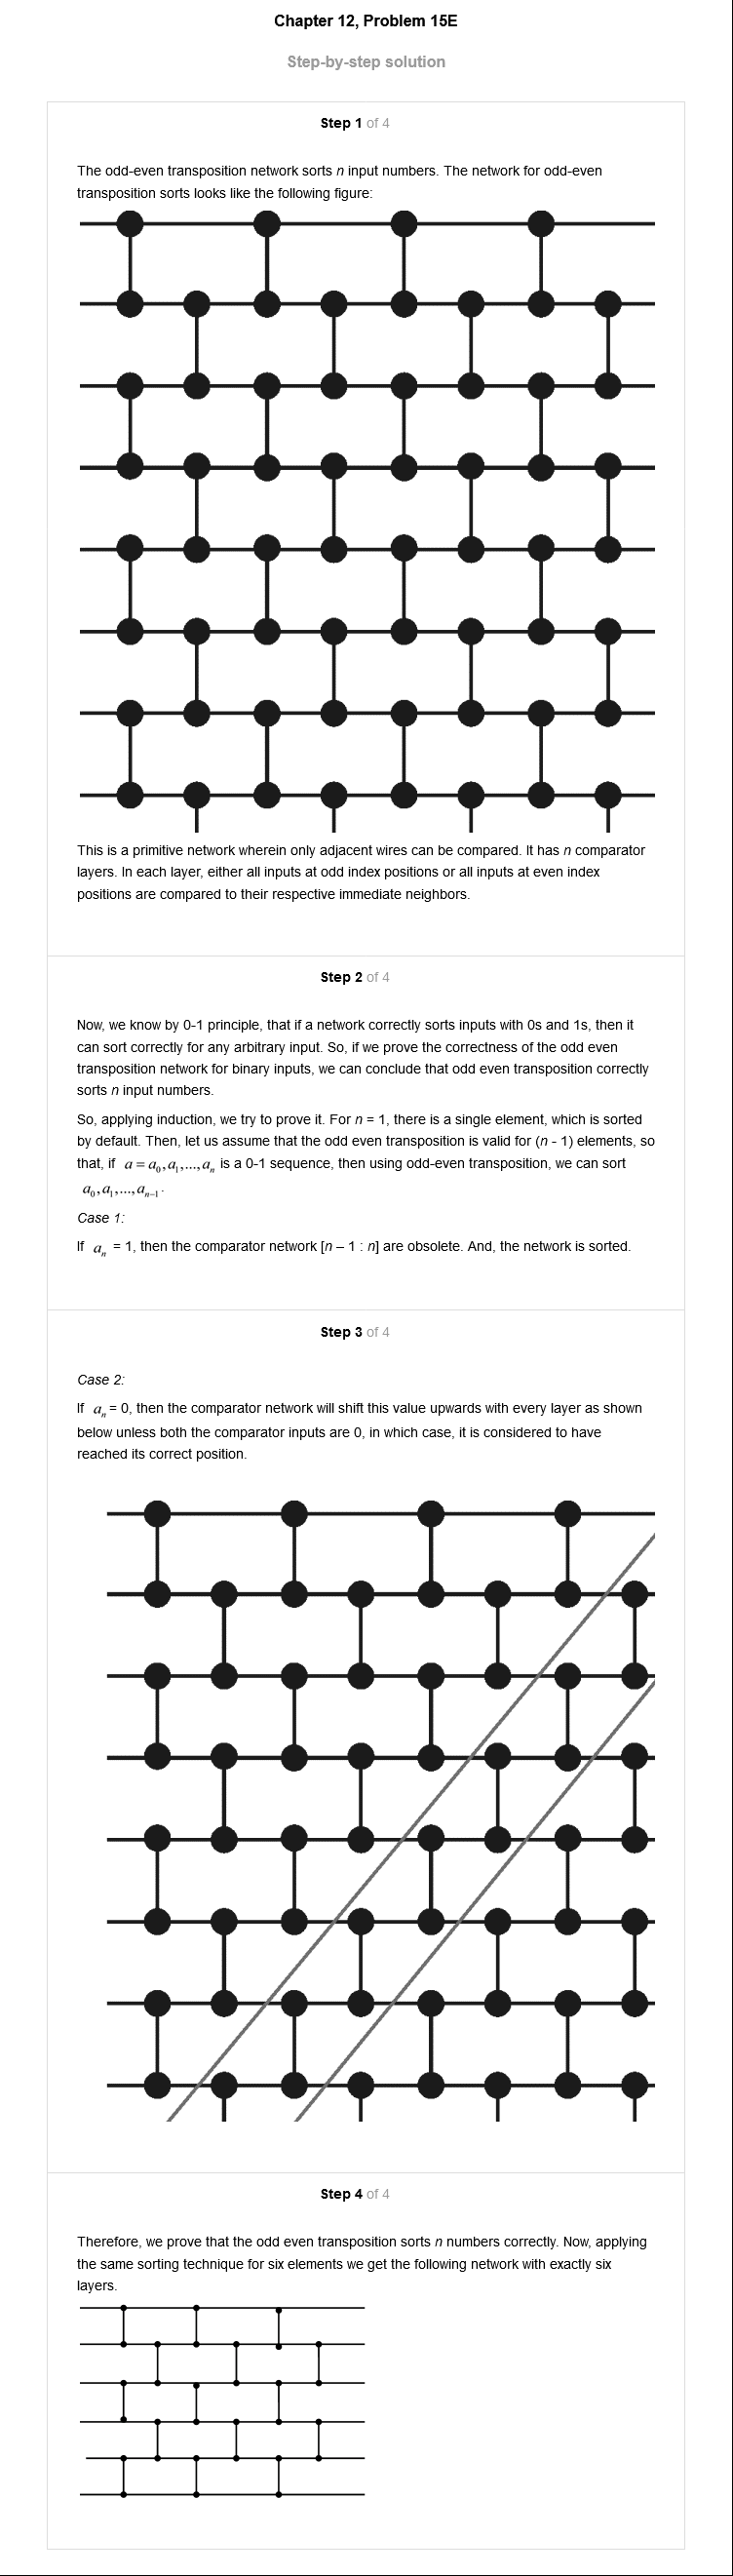 Chapter 12, Problem 15E
Step-by-step solution
Step 1 of 4
The odd-even transposition network sorts n input numbers. The network for odd-even
transposition sorts looks like the following figure:
This is a primitive network wherein only adjacent wires can be compared. It has n comparator
layers. In each layer, either all inputs at odd index positions or all inputs at even index
positions are compared to their respective immediate neighbors.
Step 2 of 4
Now, we know by 0-1 principle, that if a network correctly sorts inputs with 0s and 1s, then it
can sort correctly for any arbitrary input. So, if we prove the correctness of the odd even
transposition network for binary inputs, we can conclude that odd even transposition correctly
sorts n input numbers.
So, applying induction, we try to prove it. For n = 1, there is a single element, which is sorted
by default. Then, let us assume that the odd even transposition is valid for (n - 1) elements, so
that, if a = a₀, a₁, ..., aₙ is a 0-1 sequence, then using odd-even transposition, we can sort
a₀, a₁, ..., aₙ₋₁.
Case 1:
If aₙ = 1, then the comparator network [n – 1 : n] are obsolete. And, the network is sorted.
Step 3 of 4
Case 2:
If aₙ = 0, then the comparator network will shift this value upwards with every layer as shown
below unless both the comparator inputs are 0, in which case, it is considered to have
reached its correct position.
Step 4 of 4
Therefore, we prove that the odd even transposition sorts n numbers correctly. Now, applying
the same sorting technique for six elements we get the following network with exactly six
layers.